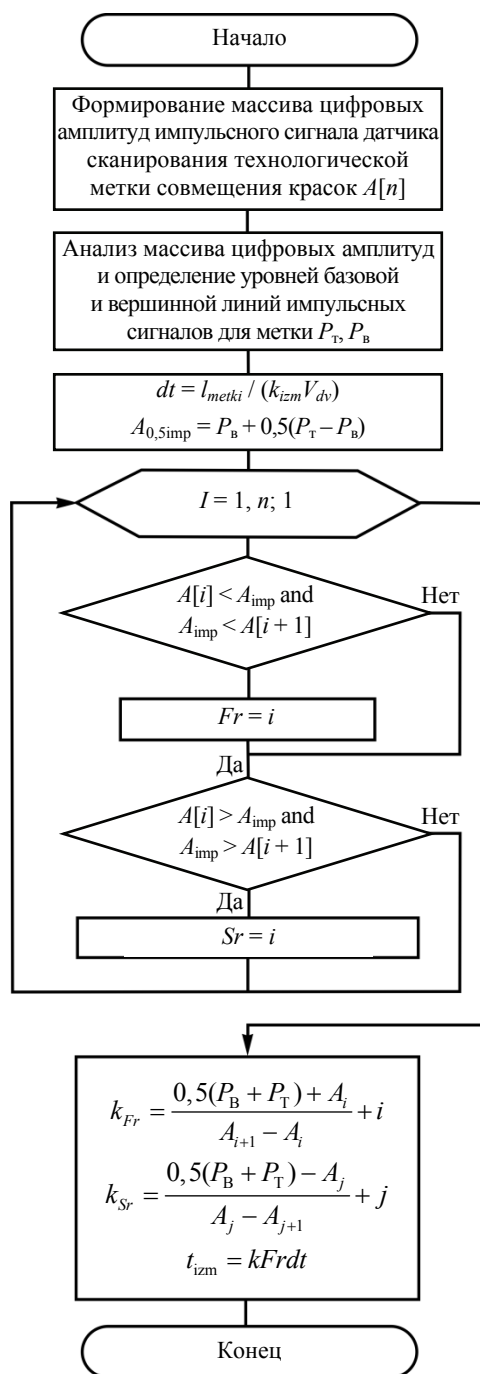 Начало
Формирование массива цифровых
амплитуд импульсного сигнала датчика
сканирования технологической
метки совмещения красок A[n]
Анализ массива цифровых амплитуд
и определение уровней базовой
и вершинной линий импульсных
сигналов для метки Pт, Pв
dt = lmetki / (kizmVdv)
A0,5imp = Pв + 0,5(Pт – Pв)
I = 1, n; 1
A[i] < Aimp and
Aimp < A[i + 1]
Нет
Fr = i
Да
A[i] > Aimp and
Aimp > A[i + 1]
Нет
Да
Sr = i
kFr = (0,5(PВ + PТ) + Ai) / (Ai+1 − Ai) + i
kSr = (0,5(PВ + PТ) − Aj) / (Aj − Aj+1) + j
tizm = kFrdt
Конец